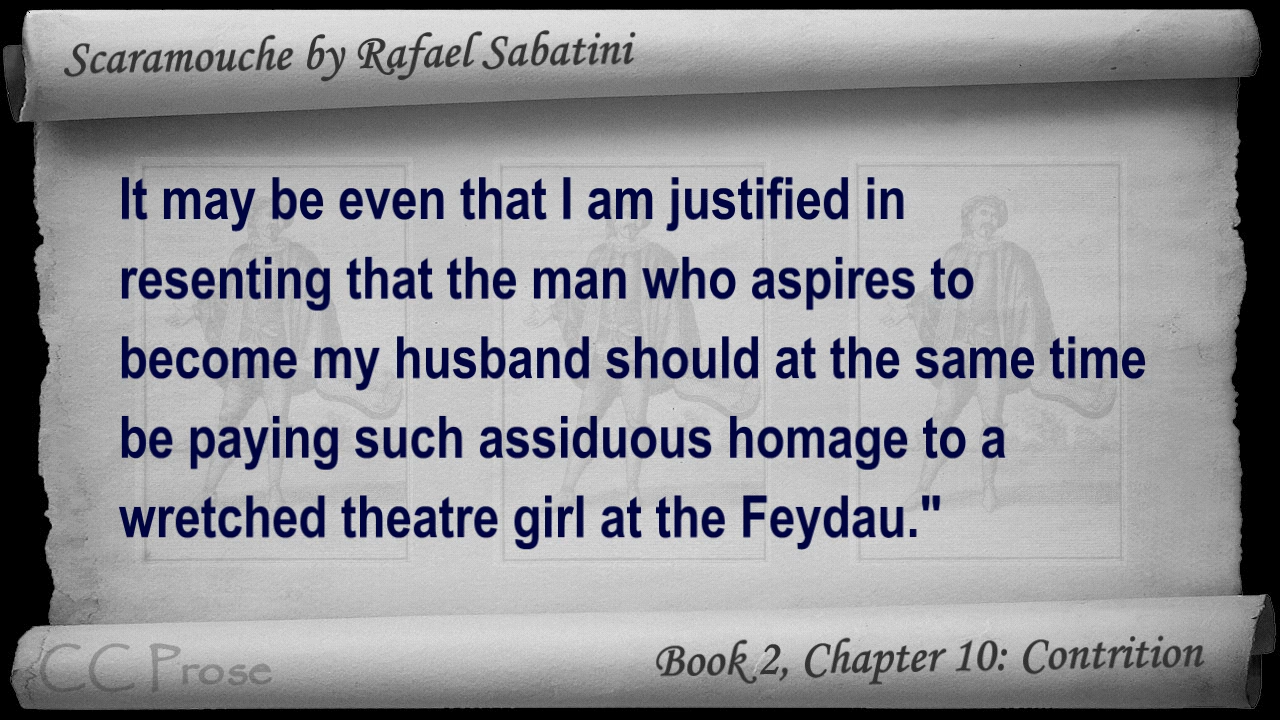 Scaramouche by Rafael Sabatini
It may be even that I am justified in
resenting that the man who aspires to
become my husband should at the same time
be paying such assiduous homage to a
wretched theatre girl at the Feydau."
CC Prose
Book 2, Chapter 10: Contrition